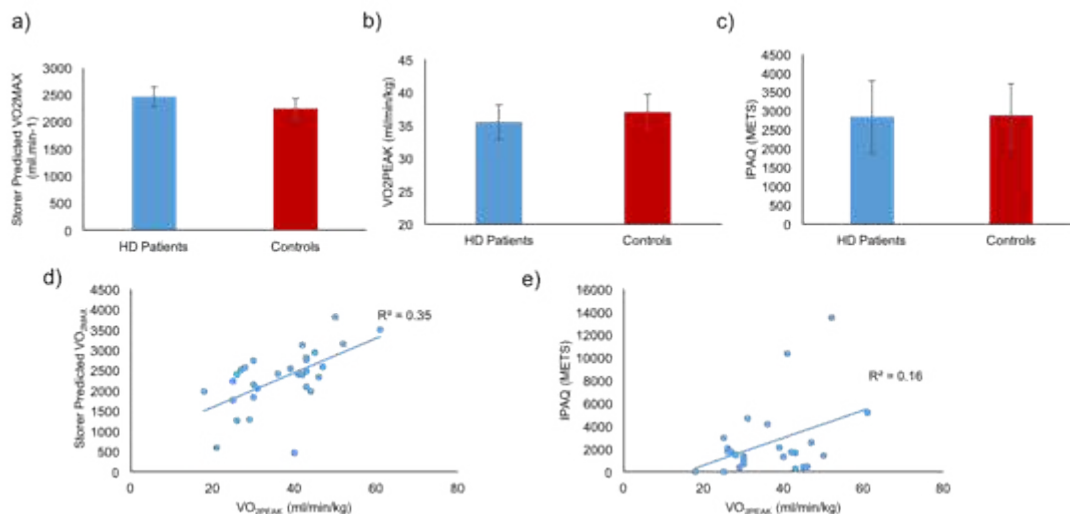 a)
Storer Predicted VO2MAX
(mil.min-1)
3000
2500
2000
1500
1000
500
0
HD Patients Controls
b)
VO2PEAK (ml/min/kg)
45
40
35
30
25
20
HD Patients Controls
c)
IPAQ (METS)
4500
4000
3500
3000
2500
2000
1500
1000
500
0
HD Patients Controls
d)
Storer Predicted VO2MAX
4500
4000
3500
3000
2500
2000
1500
1000
500
0
R² = 0.35
0 20 40 60 80
VO2PEAK (ml/min/kg)
e)
IPAQ (METS)
16000
14000
12000
10000
8000
6000
4000
2000
0
R² = 0.16
0 20 40 60 80
VO2PEAK (ml/min/kg)